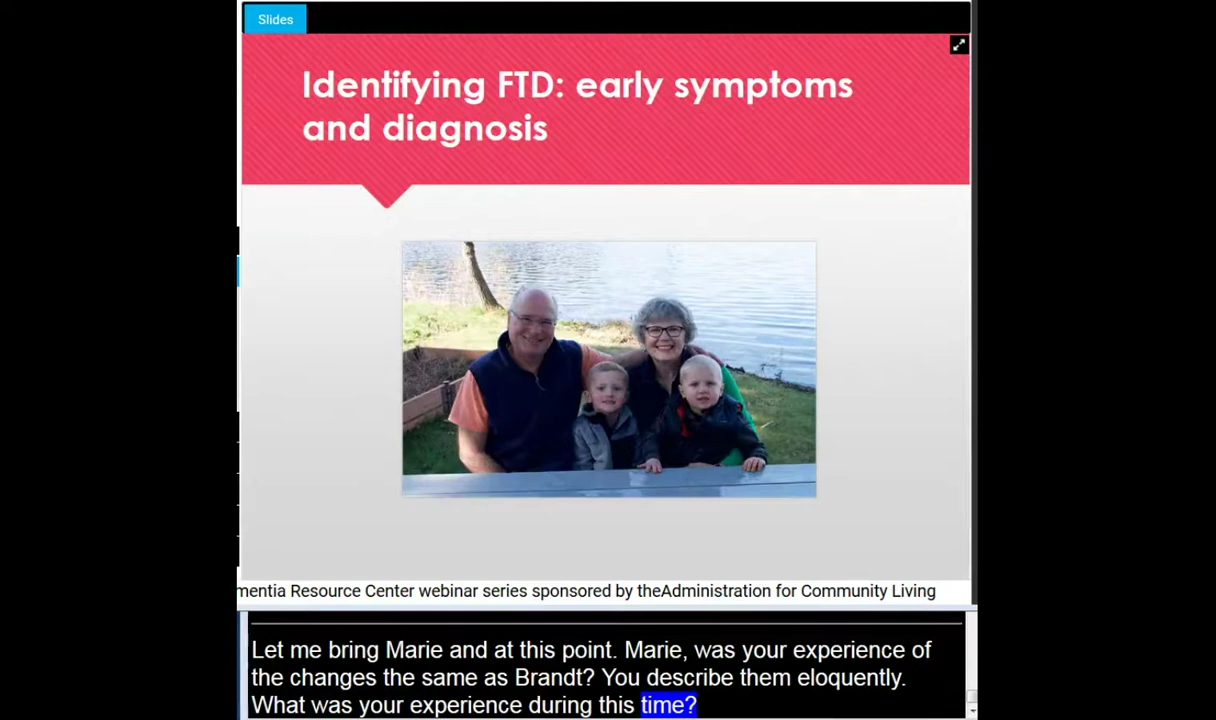 Slides
Identifying FTD: early symptoms
and diagnosis
mentia Resource Center webinar series sponsored by theAdministration for Community Living
Let me bring Marie and at this point. Marie, was your experience of
the changes the same as Brandt? You describe them eloquently.
What was your experience during this time?